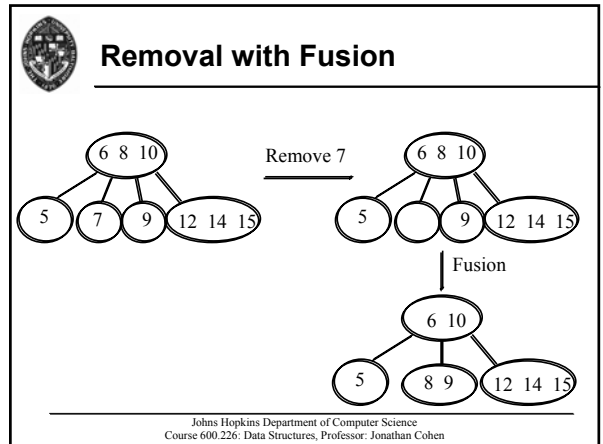 Removal with Fusion
6 8 10
Remove 7
6 8 10
5 7 9 12 14 15
5 9 12 14 15
Fusion
6 10
5 8 9 12 14 15
Johns Hopkins Department of Computer Science
Course 600.226: Data Structures, Professor: Jonathan Cohen